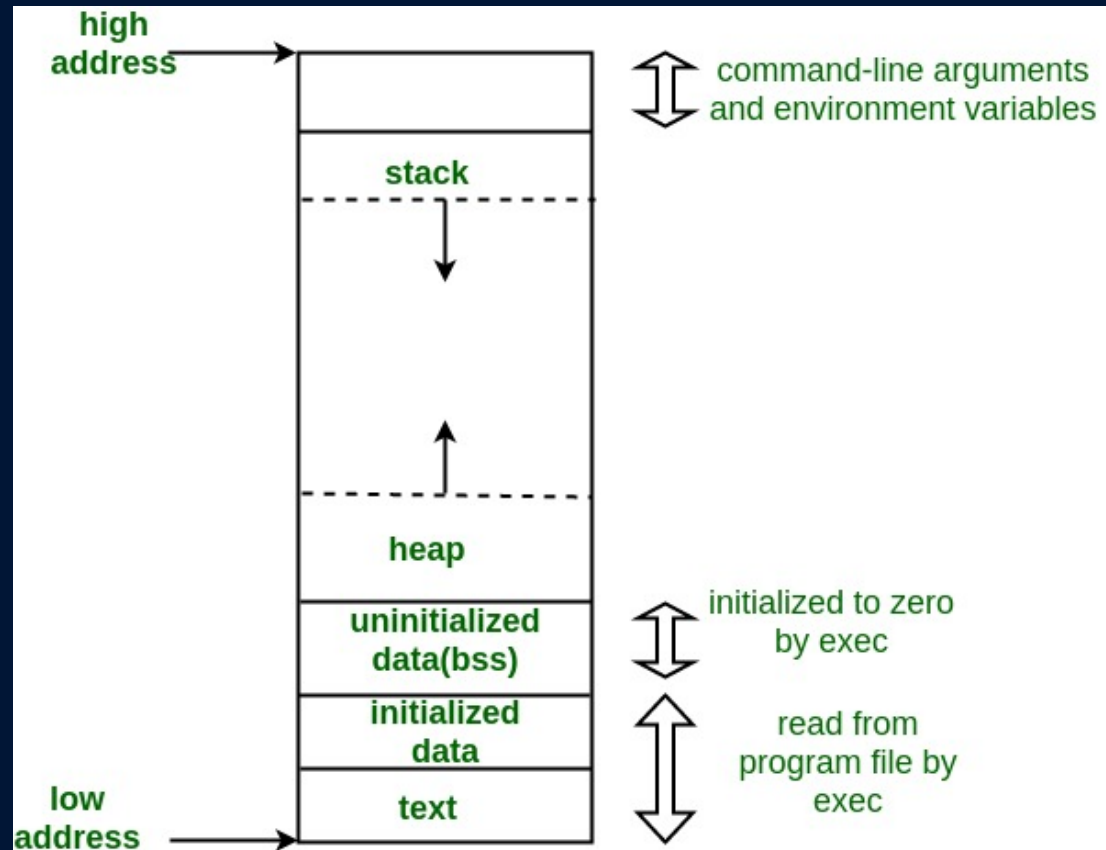 high
address
command-line arguments
and environment variables
stack
heap
uninitialized
data(bss)
initialized to zero
by exec
initialized
data
read from
program file by
exec
low
address
text